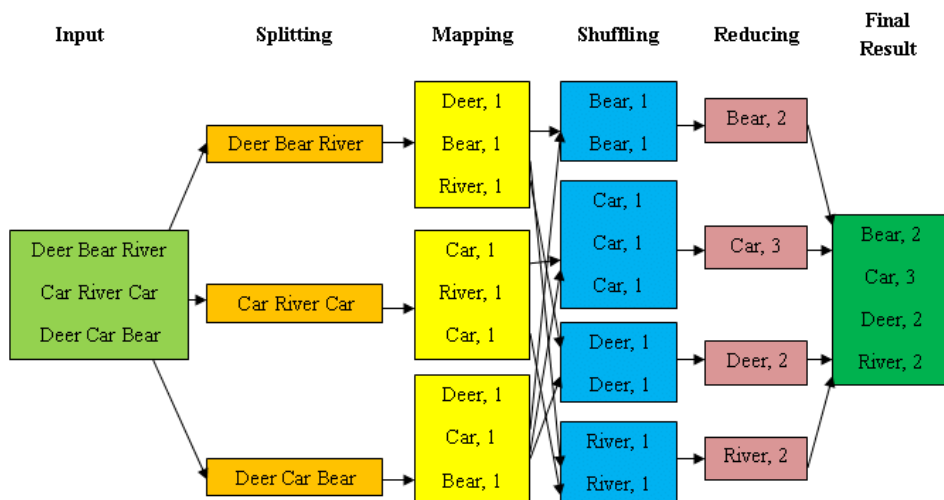 Input
Splitting
Mapping
Shuffling
Reducing
Final
Result
Deer Bear River
Car River Car
Deer Car Bear
Deer Bear River
Car River Car
Deer Car Bear
Deer, 1
Bear, 1
River, 1
Car, 1
River, 1
Car, 1
Deer, 1
Car, 1
Bear, 1
Bear, 1
Bear, 1
Car, 1
Car, 1
Car, 1
Deer, 1
Deer, 1
River, 1
River, 1
Bear, 2
Car, 3
Deer, 2
River, 2
Bear, 2
Car, 3
Deer, 2
River, 2